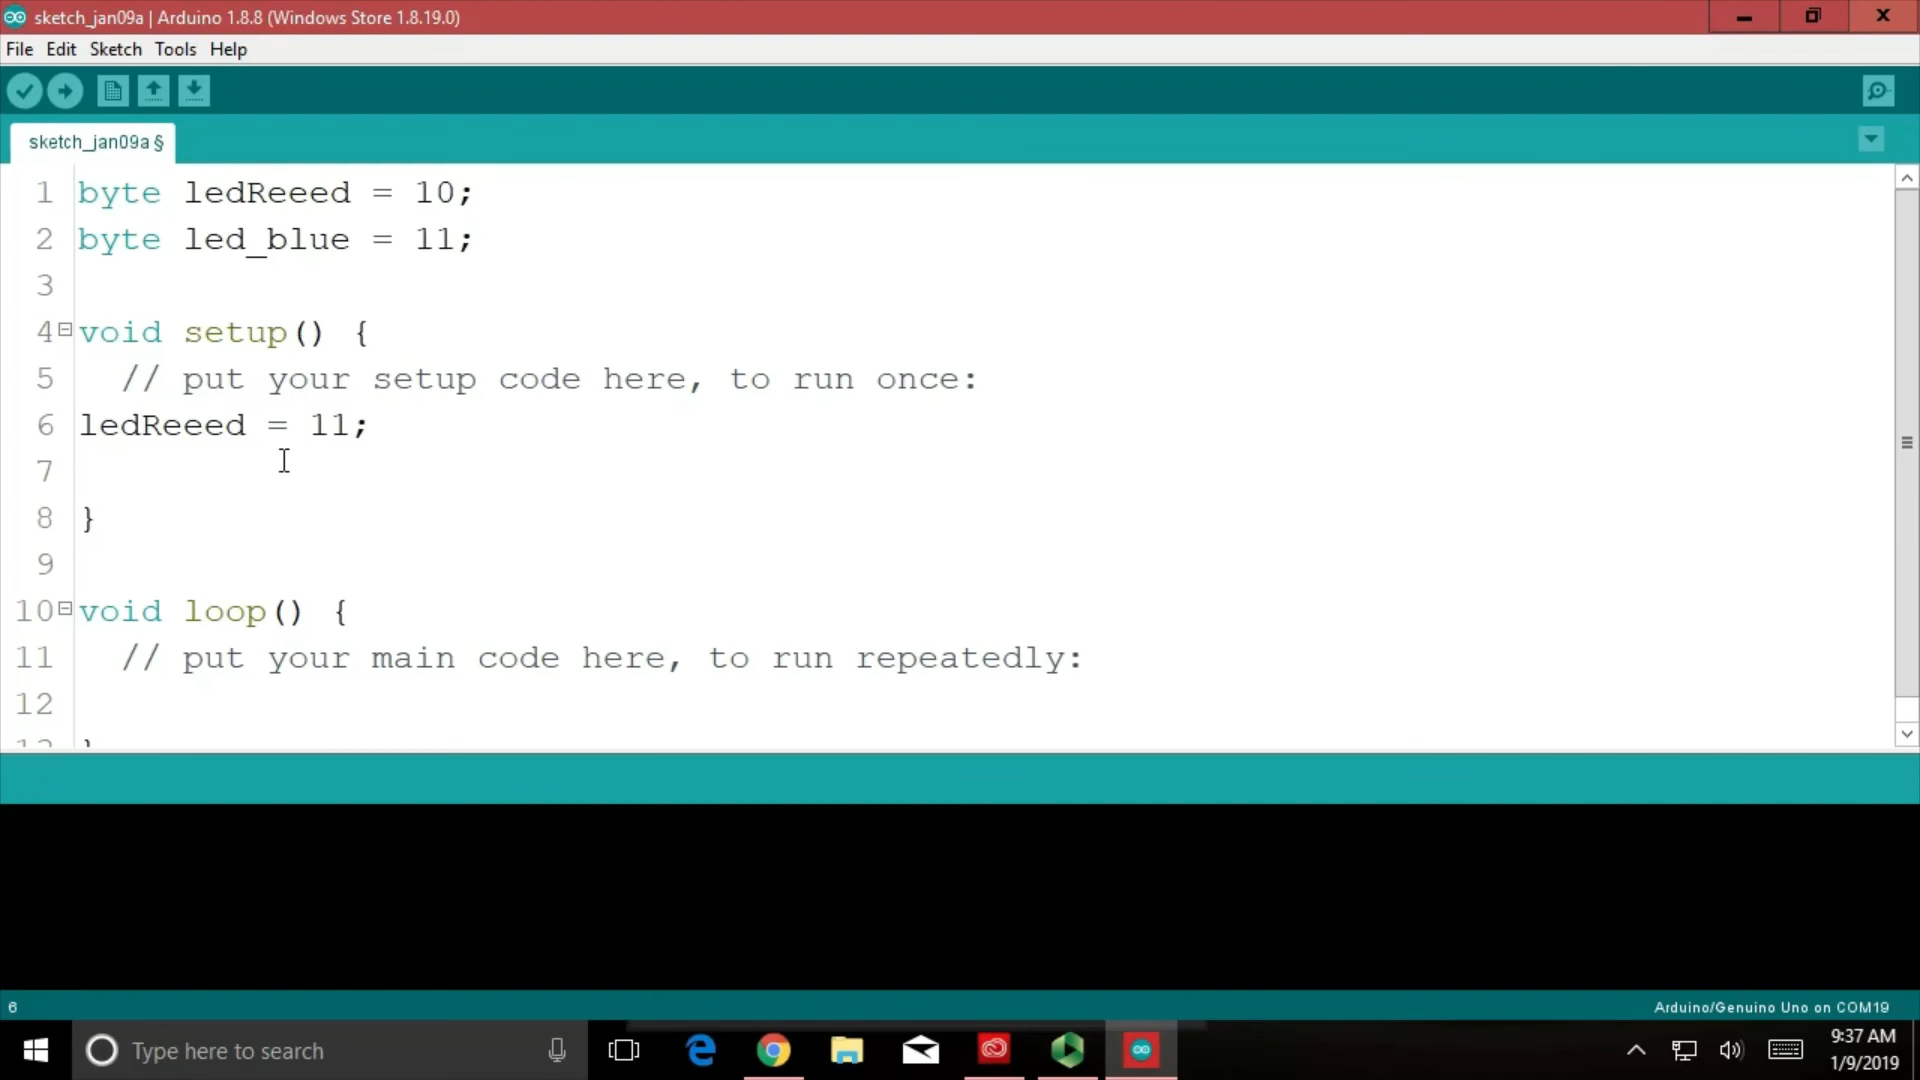 sketch_jan09a | Arduino 1.8.8 (Windows Store 1.8.19.0)
File Edit Sketch Tools Help
sketch_jan09a §
1 byte ledReeed = 10;
2 byte led_blue = 11;
3
4 void setup() {
5 // put your setup code here, to run once:
6 ledReeed = 11;
7
8 }
9
10 void loop() {
11 // put your main code here, to run repeatedly:
12
6
Arduino/Genuino Uno on COM19
Type here to search
9:37 AM
1/9/2019